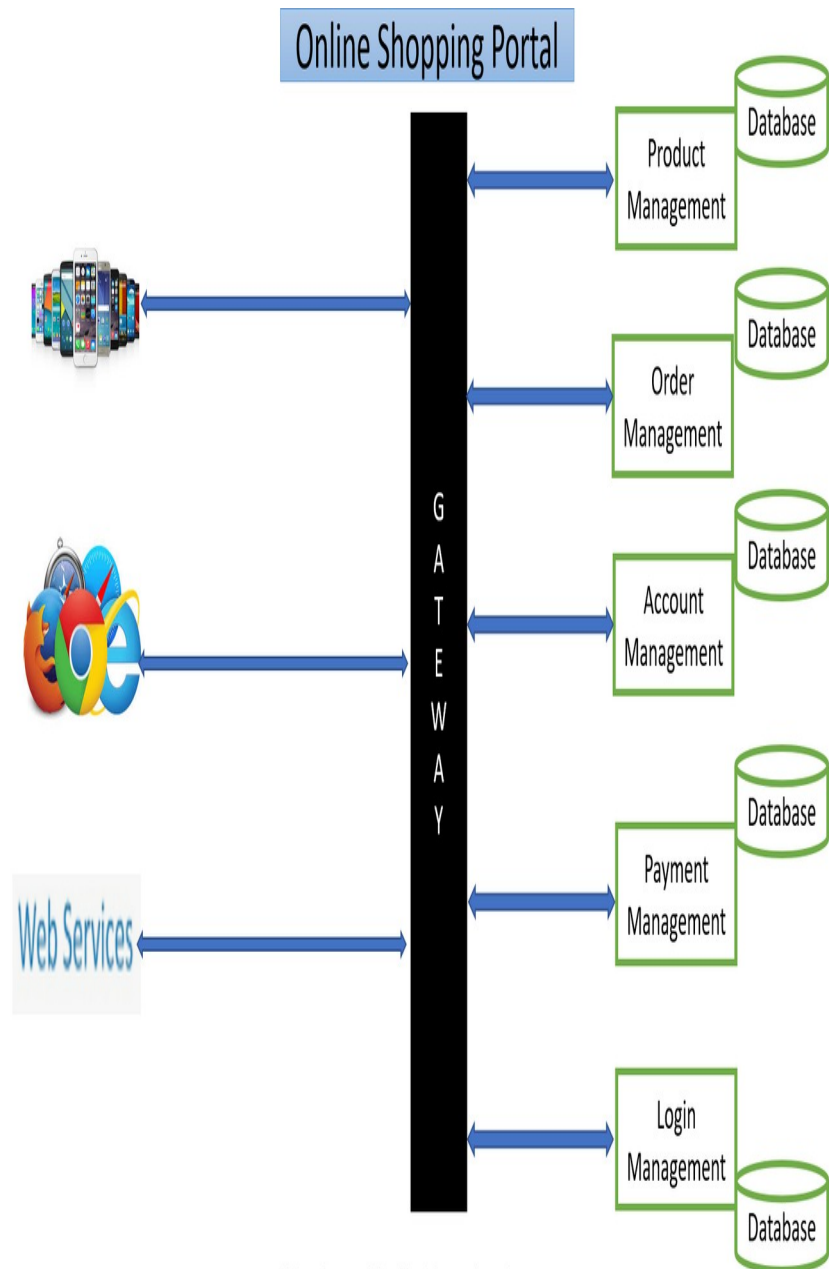 Online Shopping Portal
Database
Product
Management
Database
Order
Management
GATEWAY
Database
Account
Management
Database
Payment
Management
Web Services
Login
Management
Database